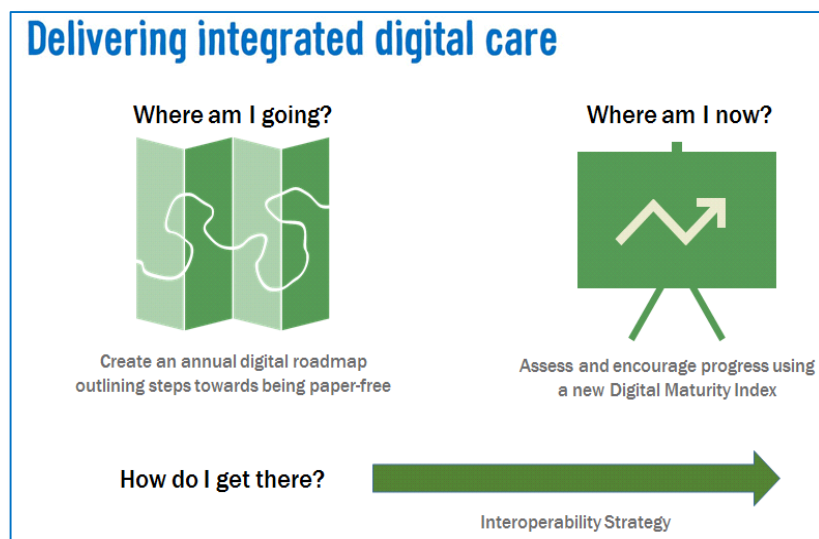 Delivering integrated digital care
Where am I going?
Create an annual digital roadmap
outlining steps towards being paper-free
Where am I now?
Assess and encourage progress using
a new Digital Maturity Index
How do I get there?
Interoperability Strategy